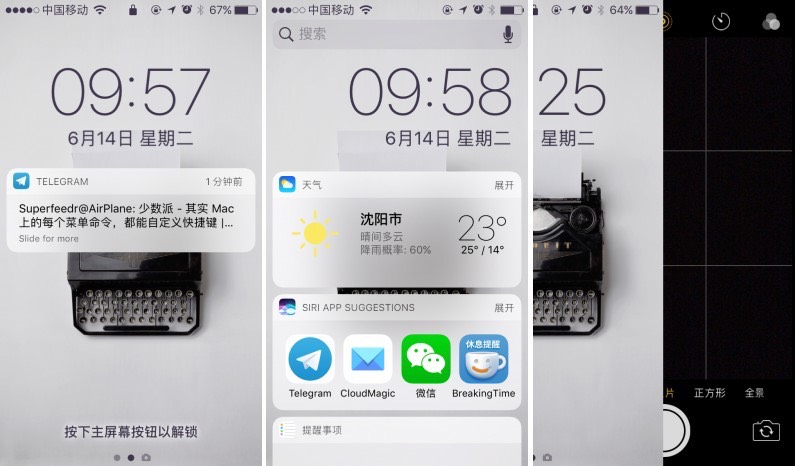 中国移动
67%
09:57
6月14日 星期二
TELEGRAM
1 分钟前
Superfeedr@AirPlane: 少数派 - 其实 Mac
上的每个菜单命令，都能自定义快捷键 |...
Slide for more
按下主屏幕按钮以解锁
中国移动
搜索
09:58
6月14日 星期二
天气
展开
沈阳市
晴间多云
降雨概率: 60%
23°
25° / 14°
SIRI APP SUGGESTIONS
展开
休息提醒
Telegram
CloudMagic
微信
BreakingTime
提醒事项
64%
25
星期二
片
正方形
全景